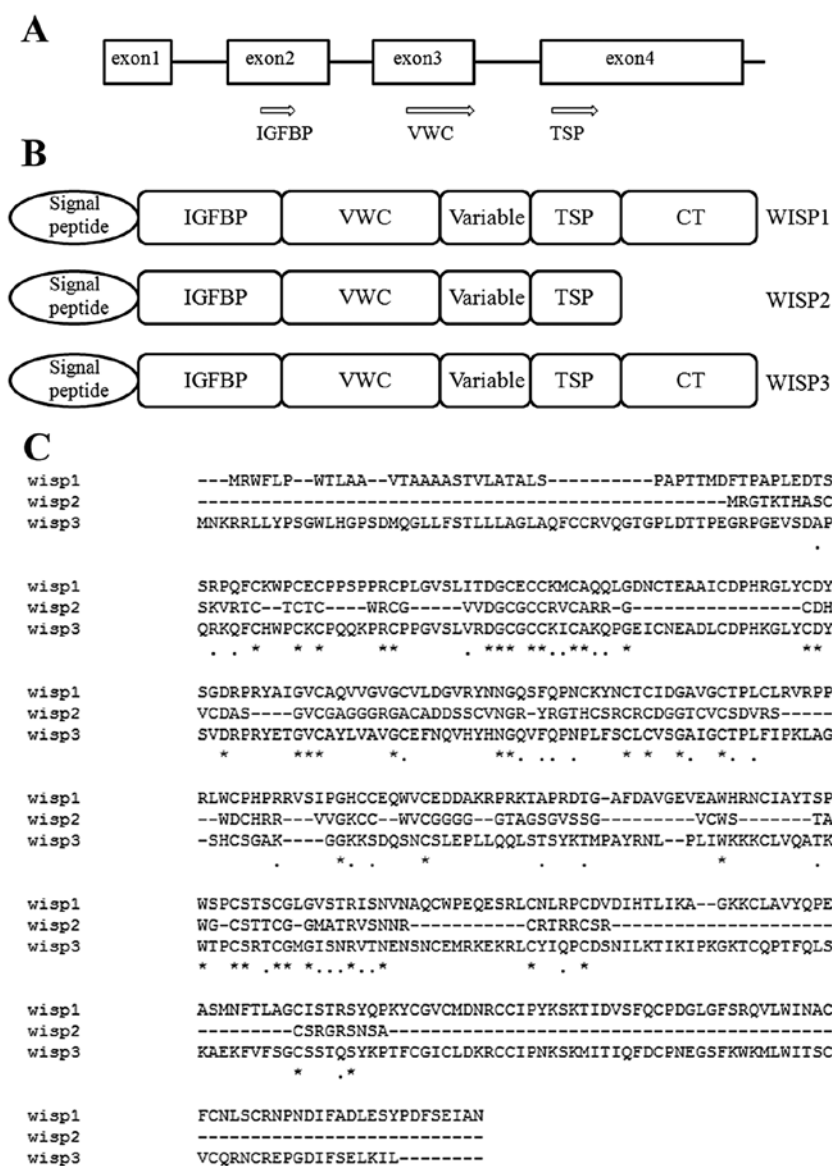 A
exon1 exon2 exon3 exon4
IGFBP VWC TSP
B
Signal peptide IGFBP VWC Variable TSP CT WISP1
Signal peptide IGFBP VWC Variable TSP WISP2
Signal peptide IGFBP VWC Variable TSP CT WISP3
C
wisp1 ---MRWFLP--WTLAA--VTAAAASTVLATALS----------PAPTTMDFTPAPLEDTS
wisp2 --------------------------------------------------MRGTKTHASC
wisp3 MNKRRLLYPSGWLHGPSDMQGLLFSTLLLAGLAQFCCRVQGTGPLDTTPEGRPGEVSDAP
.
wisp1 SRPQFCKWPCECPPSPPRCPLGVSLITDGCECCKMCAQQLGDNCTEAAICDPHRGLYCDY
wisp2 SKVRTC--TCTC----WRCG----VVDGCGCCRVCARR-G----------------CDH
wisp3 QRKQFCHWPCKCPQQKPRCPPGVSLVRDGCGCCKICAKQPGEICNEADLCDPHKGLYCDY
. . * * * ** . *** **..**.. * **
wisp1 SGDRPRYAIGVCAQVVGVGCVLDGVRYNNGQSFQPNCKYNCTCIDGAVGCTPLCLRVRPP
wisp2 VCDAS----GVCGAGGGRGACADDSSCVNGR-YRGTHCSRCRCRDGGTVCVCSDVRS----
wisp3 SVDRPRYETGVCAYLVAVGCEFNQVHYHNGQVFQPNPLFSCLCVSGAIGCTPLFIPKLAG
* *** *. **. .. . * * *. *. .
wisp1 RLWCPHPRRVSIPGHCCEQWVCEDDAKRPRKTAPRDTG-AFDAVGEVEAWHRNCIAYTSP
wisp2 --WDCHRR---VVGKCC--WVCGGGG--GTAGSGVSSG-------VCWS-----TA
wisp3 -SHCSGAK----GGKKSDQSNCSLEPLLQQLSTSYKTMPAYRNL--PLIWKKKCLVQATK
. *. . * . . * .
wisp1 WSPCSTSCGLGVSTRISNVNAQCWPEQESRLCNLRPCDVDIHTLIKA--GKKCLAVYQPE
wisp2 WG-CSTTCG-GMATRVSNNR--------------CRTRRCSR------------------
wisp3 WTPCSRTCGMGISNRVTNENSNCEMRKEKRLCYIQPCDSNILKTIKIPKGKTCQPTFQLS
* ** .** *...*.* * . *
wisp1 ASMNFTLAGCISTRSYQPKYCGVCMDNRCCIPYKSKTIDVSFQCPDGLGFSRQVLWINAC
wisp2 ---------CSRGRSNSA------------------------------------------
wisp3 KAEKFVFSGCSSTQSYKPTFCGICLDKRCCIPNKSKMITIQFDCPNEGSFKWKMLWITSC
* .*
wisp1 FCNLSCRNPNDIFADLESYPDFSEIAN
wisp2 ---------------------------
wisp3 VCQRNCREPGDIFSELKIL--------